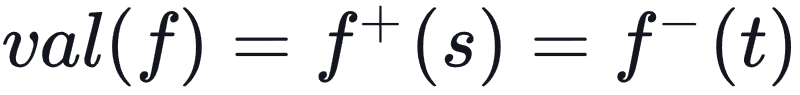 val(f) = f⁺(s) = f⁻(t)